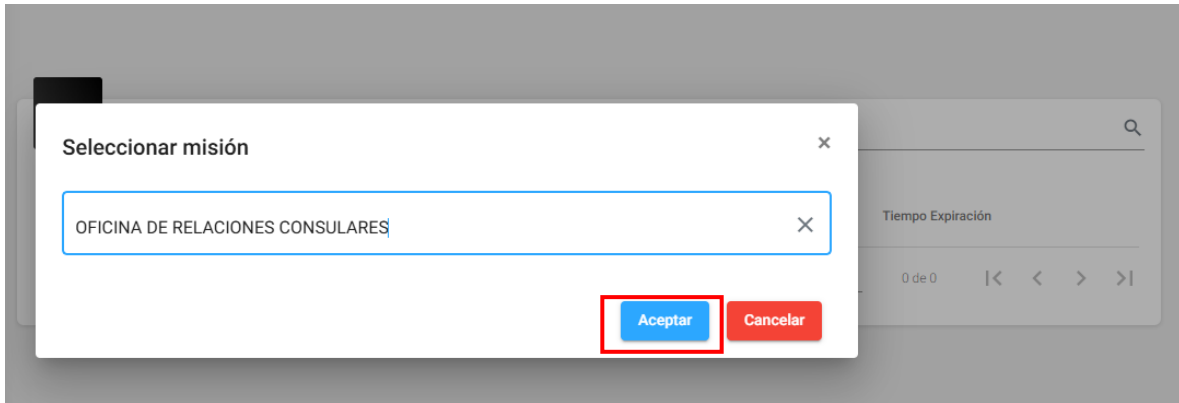 Seleccionar misión
OFICINA DE RELACIONES CONSULARES
Tiempo Expiración
0 de 0
Aceptar
Cancelar